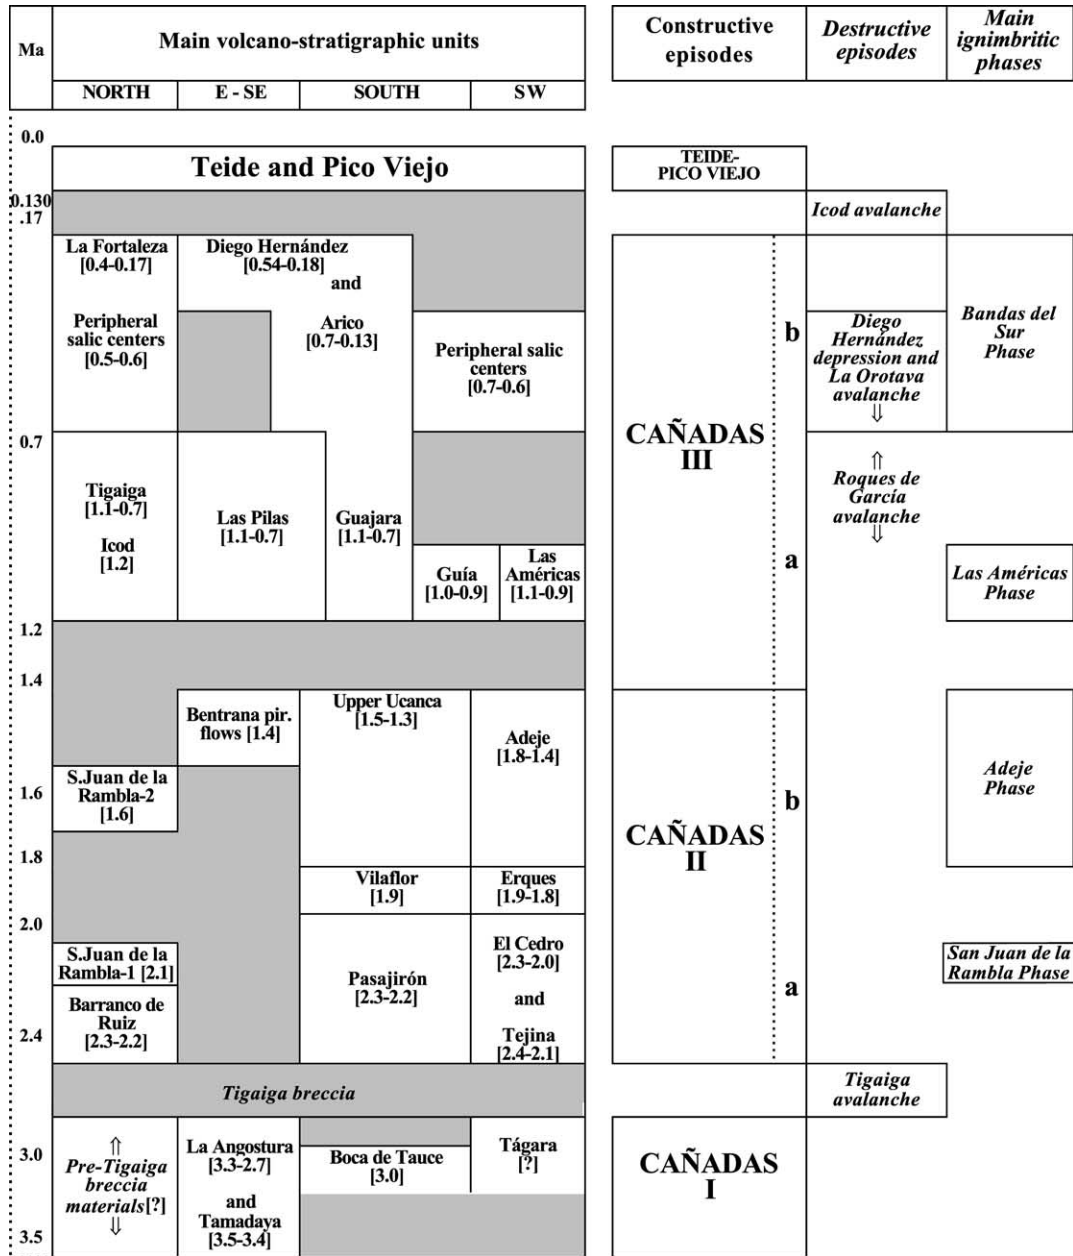 Ma
Main volcano-stratigraphic units
NORTH
E - SE
SOUTH
SW
Constructive
episodes
Destructive
episodes
Main
ignimbritic
phases
0.0
Teide and Pico Viejo
TEIDE-
PICO VIEJO
0.130
.17
Icod avalanche
La Fortaleza
[0.4-0.17]
Peripheral
salic centers
[0.5-0.6]
Diego Hernández
[0.54-0.18]
and
Arico
[0.7-0.13]
Peripheral salic
centers
[0.7-0.6]
CAÑADAS
III
b
a
Diego
Hernández
depression and
La Orotava
avalanche
⇓
Bandas del
Sur
Phase
0.7
Tigaiga
[1.1-0.7]
Icod
[1.2]
Las Pilas
[1.1-0.7]
Guajara
[1.1-0.7]
Guía
[1.0-0.9]
Las
Américas
[1.1-0.9]
⇑
Roques de
García
avalanche
⇓
Las Américas
Phase
1.2
1.4
Bentrana pir.
flows [1.4]
Upper Ucanca
[1.5-1.3]
Adeje
[1.8-1.4]
CAÑADAS
II
b
a
Adeje
Phase
1.6
S.Juan de la
Rambla-2
[1.6]
1.8
Vilaflor
[1.9]
Erques
[1.9-1.8]
2.0
S.Juan de la
Rambla-1 [2.1]
Barranco de
Ruiz
[2.3-2.2]
Pasajirón
[2.3-2.2]
El Cedro
[2.3-2.0]
and
Tejina
[2.4-2.1]
San Juan de la
Rambla Phase
2.4
Tigaiga breccia
Tigaiga
avalanche
3.0
⇑
Pre-Tigaiga
breccia
materials[?]
⇓
La Angostura
[3.3-2.7]
and
Tamadaya
[3.5-3.4]
Boca de Tauce
[3.0]
Tágara
[?]
CAÑADAS
I
3.5